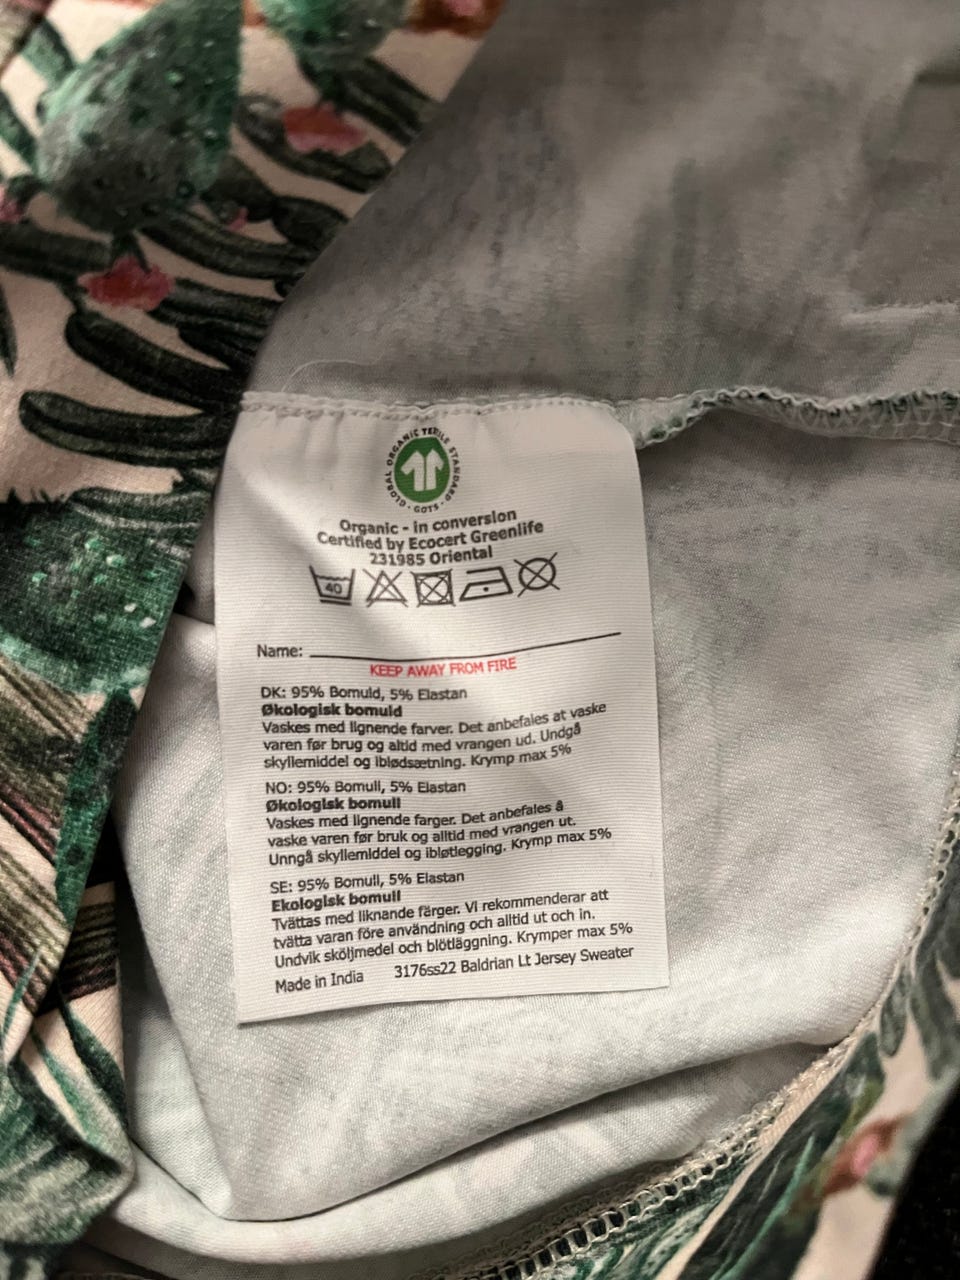 GLOBAL ORGANIC TEXTILE STANDARD · GOTS ·
Organic - in conversion
Certified by Ecocert Greenlife
231985 Oriental
40
Name:
KEEP AWAY FROM FIRE
DK: 95% Bomuld, 5% Elastan
Økologisk bomuld
Vaskes med lignende farver. Det anbefales at vaske
varen før brug og altid med vrangen ud. Undgå
skyllemiddel og iblødsætning. Krymp max 5%
NO: 95% Bomull, 5% Elastan
Økologisk bomull
Vaskes med lignende farger. Det anbefales å
vaske varen før bruk og alltid med vrangen ut.
Unngå skyllemiddel og ibløtlegging. Krymp max 5%
SE: 95% Bomull, 5% Elastan
Ekologisk bomull
Tvättas med liknande färger. Vi rekommenderar att
tvätta varan före användning och alltid ut och in.
Undvik sköljmedel och blötläggning. Krymper max 5%
Made in India 3176ss22 Baldrian Lt Jersey Sweater